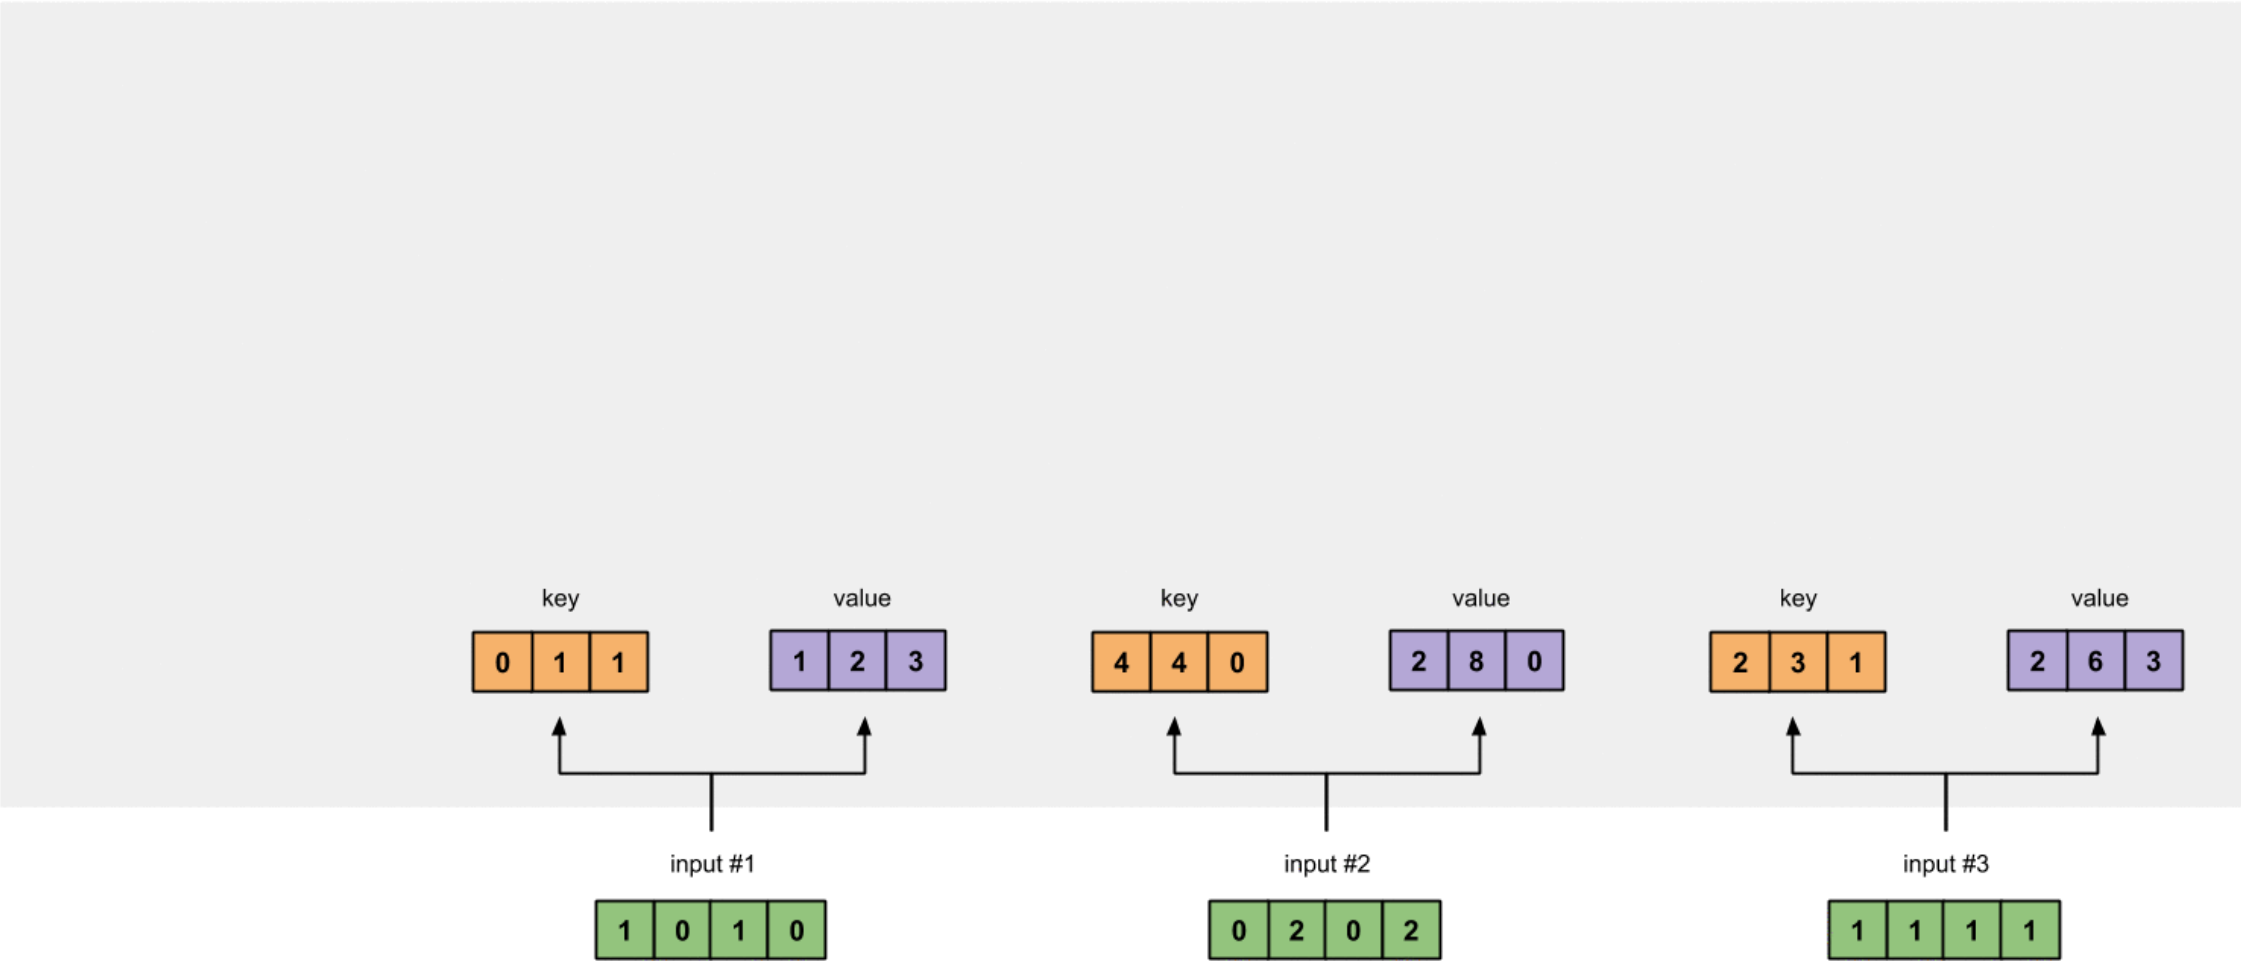 key value key value key value
0 1 1 1 2 3 4 4 0 2 8 0 2 3 1 2 6 3
input #1 input #2 input #3
1 0 1 0 0 2 0 2 1 1 1 1